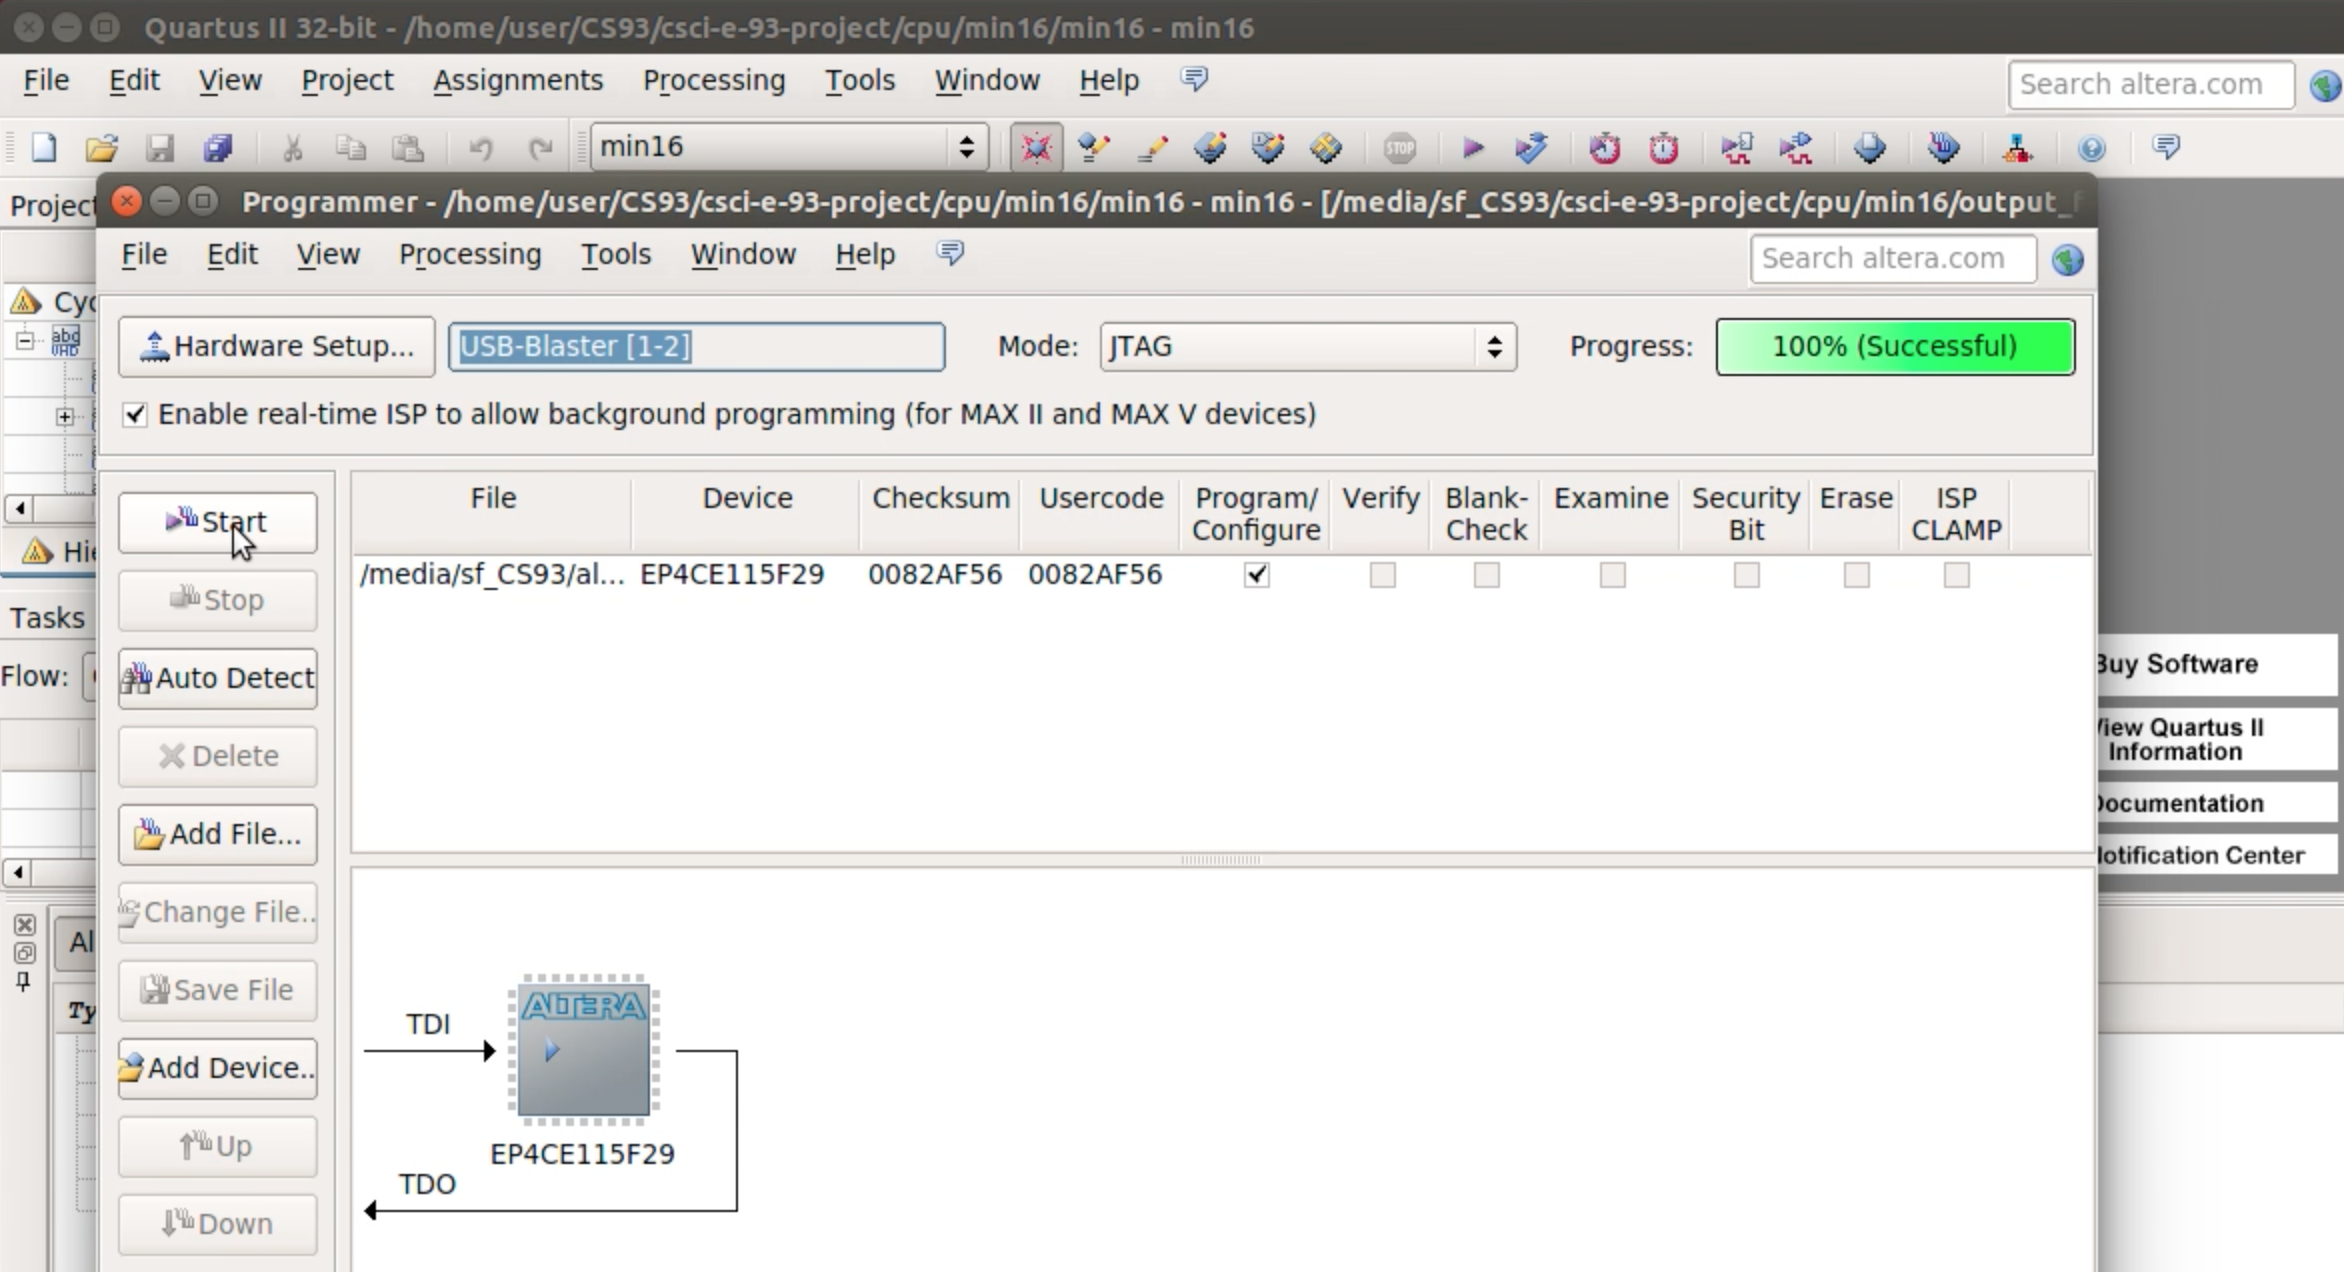 Quartus II 32-bit - /home/user/CS93/csci-e-93-project/cpu/min16/min16 - min16
File Edit View Project Assignments Processing Tools Window Help
Search altera.com
min16
STOP
Project
Programmer - /home/user/CS93/csci-e-93-project/cpu/min16/min16 - min16 - [/media/sf_CS93/csci-e-93-project/cpu/min16/output_f
File Edit View Processing Tools Window Help
Search altera.com
Cyc
abd
VHD
Hardware Setup...
USB-Blaster [1-2]
Mode: JTAG
Progress: 100% (Successful)
Enable real-time ISP to allow background programming (for MAX II and MAX V devices)
Hie
Tasks
Flow:
Al
Ty
Start
Stop
Auto Detect
Delete
Add File...
Change File..
Save File
Add Device..
Up
Down
File Device Checksum Usercode Program/ Configure Verify Blank- Check Examine Security Bit Erase ISP CLAMP
/media/sf_CS93/al... EP4CE115F29 0082AF56 0082AF56
TDI
ALTERA
EP4CE115F29
TDO
Buy Software
View Quartus II
Information
Documentation
Notification Center